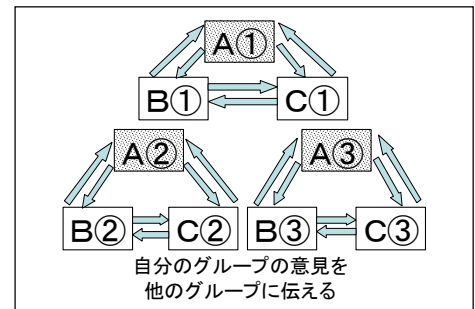 A①
B① C①
A② A③
B② C② B③ C③
自分のグループの意見を
他のグループに伝える